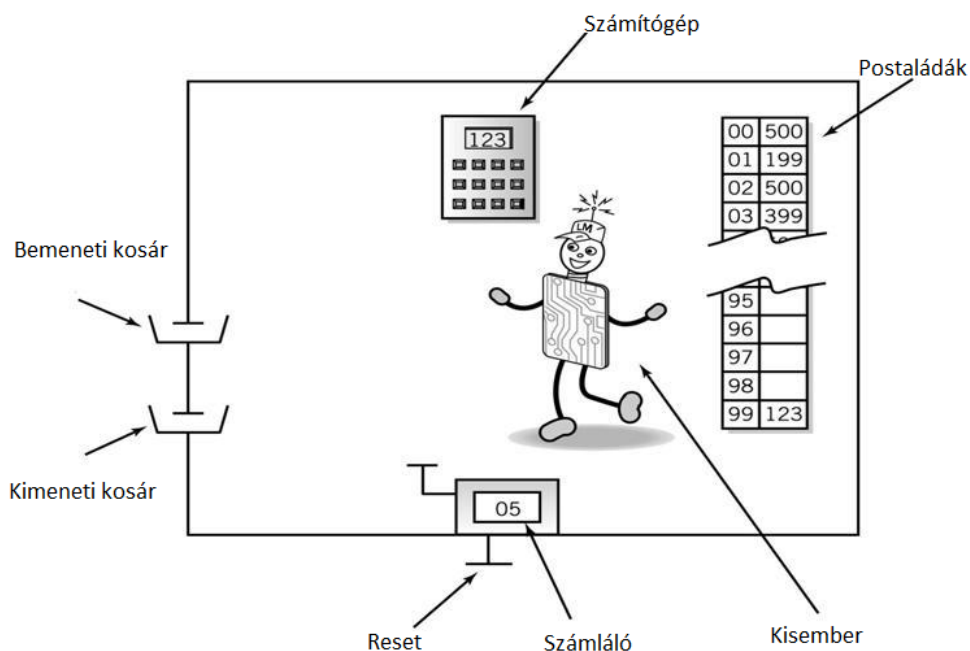 Számítógép
Postaládák
123
00 500
01 199
02 500
03 399
LM
95
96
97
98
99 123
Bemeneti kosár
Kimeneti kosár
05
Reset
Számláló
Kisember